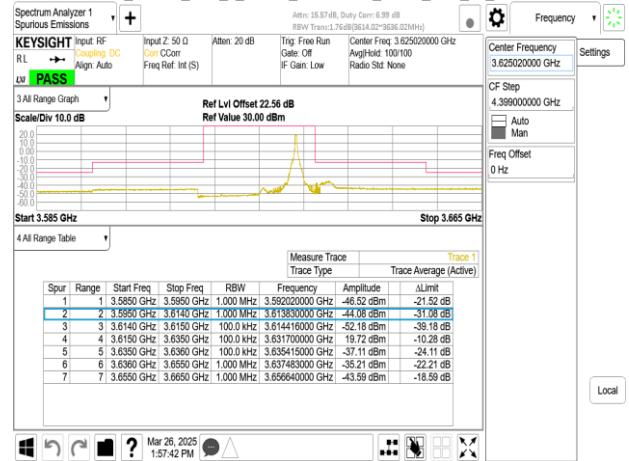 Spectrum Analyzer 1
Spurious Emissions
Attn: 15.57dB, Duty Corr: 6.99 dB
RBW Trans:1.76dB(3614.02~3636.02MHz)
Frequency
KEYSIGHT
Input: RF
Coupling: DC
Align: Auto
Input Z: 50 Ω
Corr CCorr
Freq Ref: Int (S)
Atten: 20 dB
Trig: Free Run
Gate: Off
IF Gain: Low
Center Freq: 3.625020000 GHz
Avg|Hold: 100/100
Radio Std: None
RL
LXI PASS
Center Frequency
3.625020000 GHz
Settings
CF Step
4.399000000 GHz
Auto
Man
Freq Offset
0 Hz
3 All Range Graph
Scale/Div 10.0 dB
Ref Lvl Offset 22.56 dB
Ref Value 30.00 dBm
20.0
10.0
0.00
-10.0
-20.0
-30.0
-40.0
-50.0
-60.0
Start 3.585 GHz
Stop 3.665 GHz
4 All Range Table
Measure Trace Trace 1
Trace Type Trace Average (Active)
Spur Range Start Freq Stop Freq RBW Frequency Amplitude ΔLimit
1 1 3.5850 GHz 3.5950 GHz 1.000 MHz 3.592020000 GHz -46.52 dBm -21.52 dB
2 2 3.5950 GHz 3.6140 GHz 1.000 MHz 3.613830000 GHz -44.08 dBm -31.08 dB
3 3 3.6140 GHz 3.6150 GHz 100.0 kHz 3.614416000 GHz -52.18 dBm -39.18 dB
4 4 3.6150 GHz 3.6350 GHz 100.0 kHz 3.631700000 GHz 19.72 dBm -10.28 dB
5 5 3.6350 GHz 3.6360 GHz 100.0 kHz 3.635415000 GHz -37.11 dBm -24.11 dB
6 6 3.6360 GHz 3.6550 GHz 1.000 MHz 3.637483000 GHz -35.21 dBm -22.21 dB
7 7 3.6550 GHz 3.6650 GHz 1.000 MHz 3.656640000 GHz -43.59 dBm -18.59 dB
Local
Mar 26, 2025
1:57:42 PM